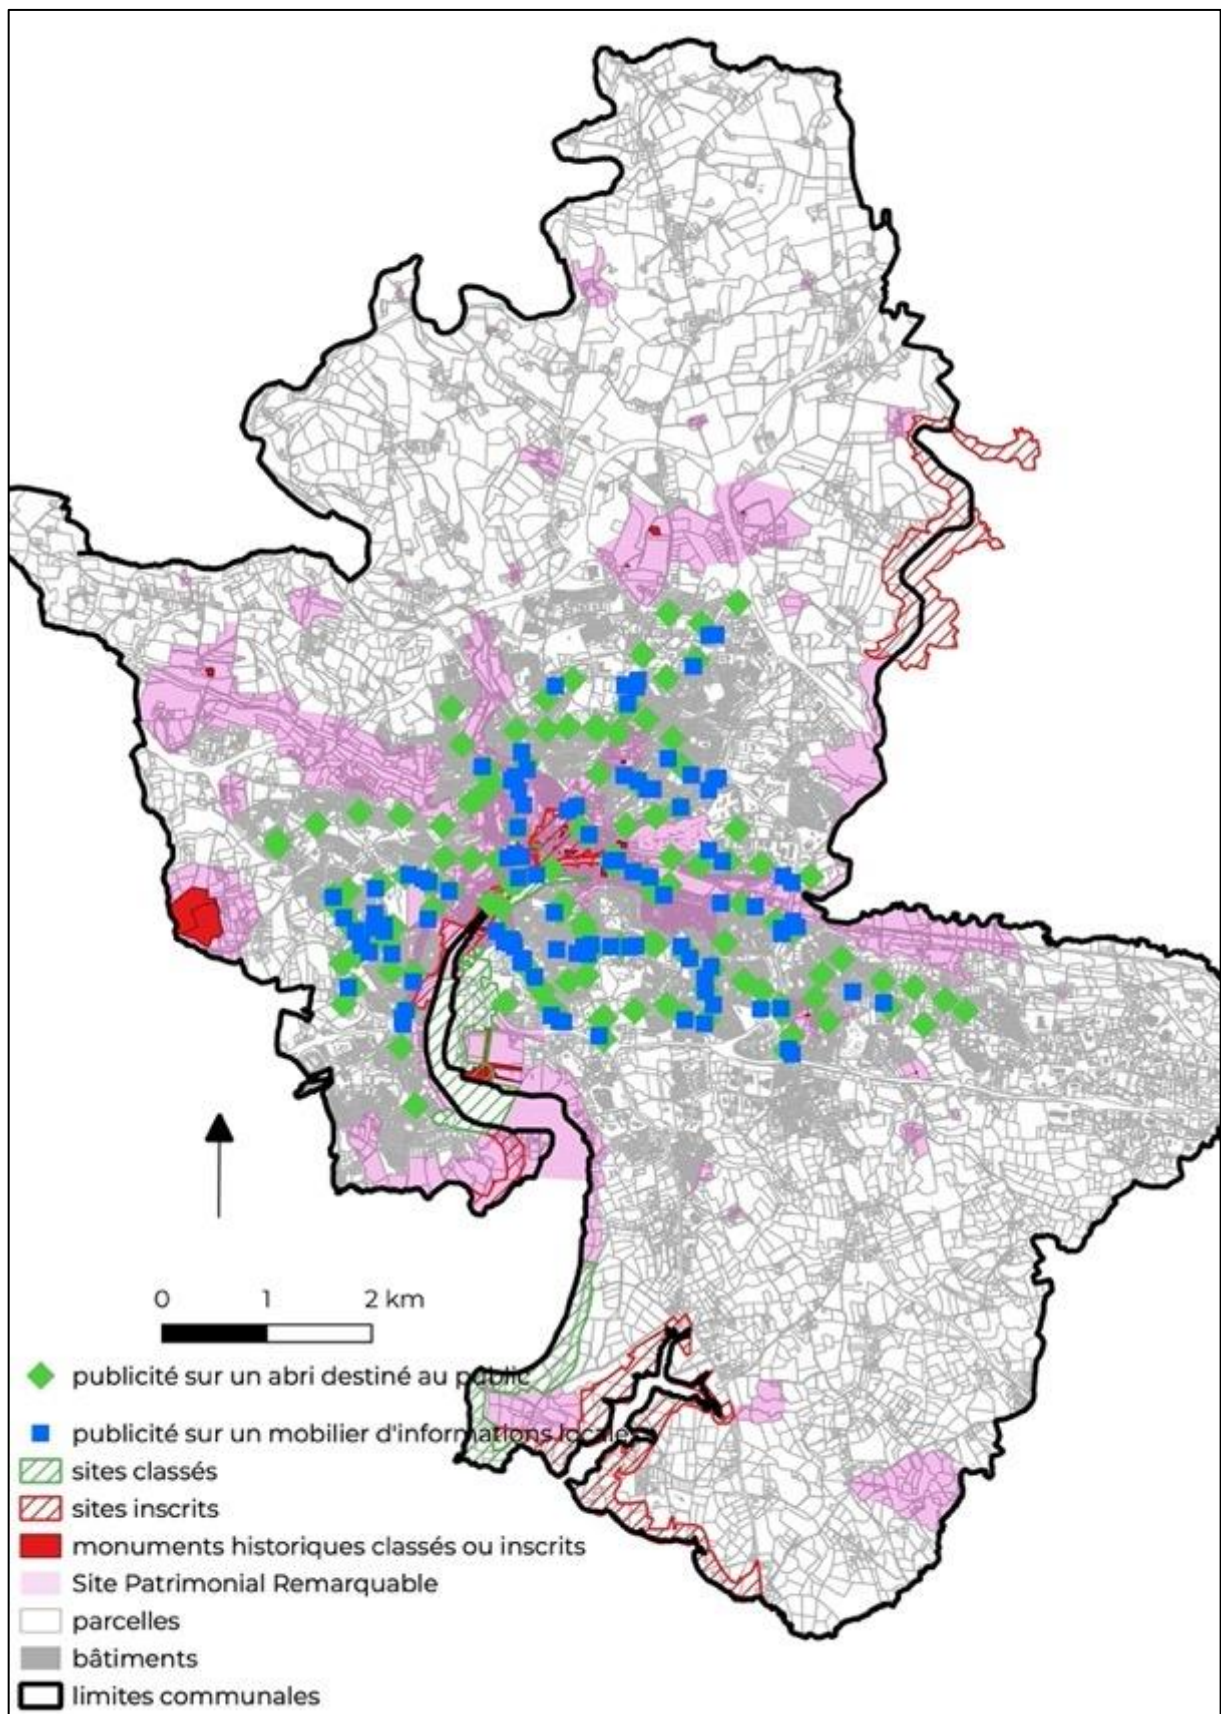 0 1 2 km
publicité sur un abri destiné au public
publicité sur un mobilier d'informations locales
sites classés
sites inscrits
monuments historiques classés ou inscrits
Site Patrimonial Remarquable
parcelles
bâtiments
limites communales